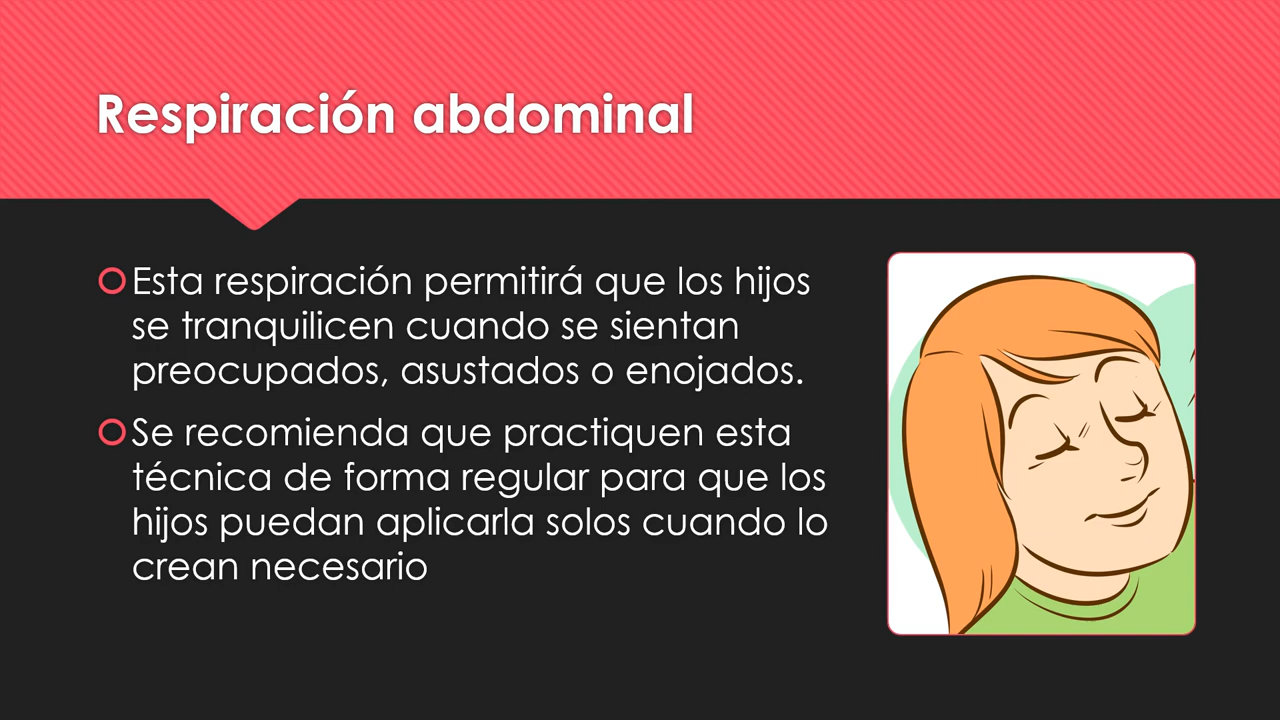 Respiración abdominal
Esta respiración permitirá que los hijos
se tranquilicen cuando se sientan
preocupados, asustados o enojados.
Se recomienda que practiquen esta
técnica de forma regular para que los
hijos puedan aplicarla solos cuando lo
crean necesario